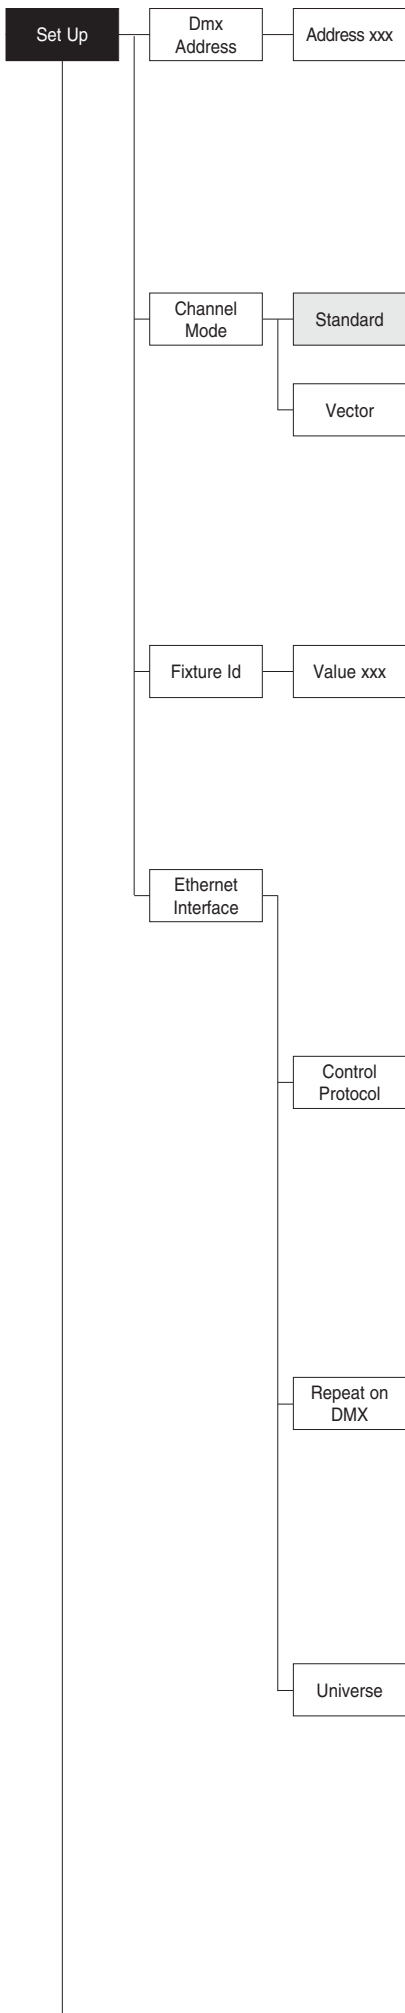 Set Up
Dmx
Address
Address xxx
Channel
Mode
Standard
Vector
Fixture Id
Value xxx
Ethernet
Interface
Control
Protocol
Repeat on
DMX
Universe